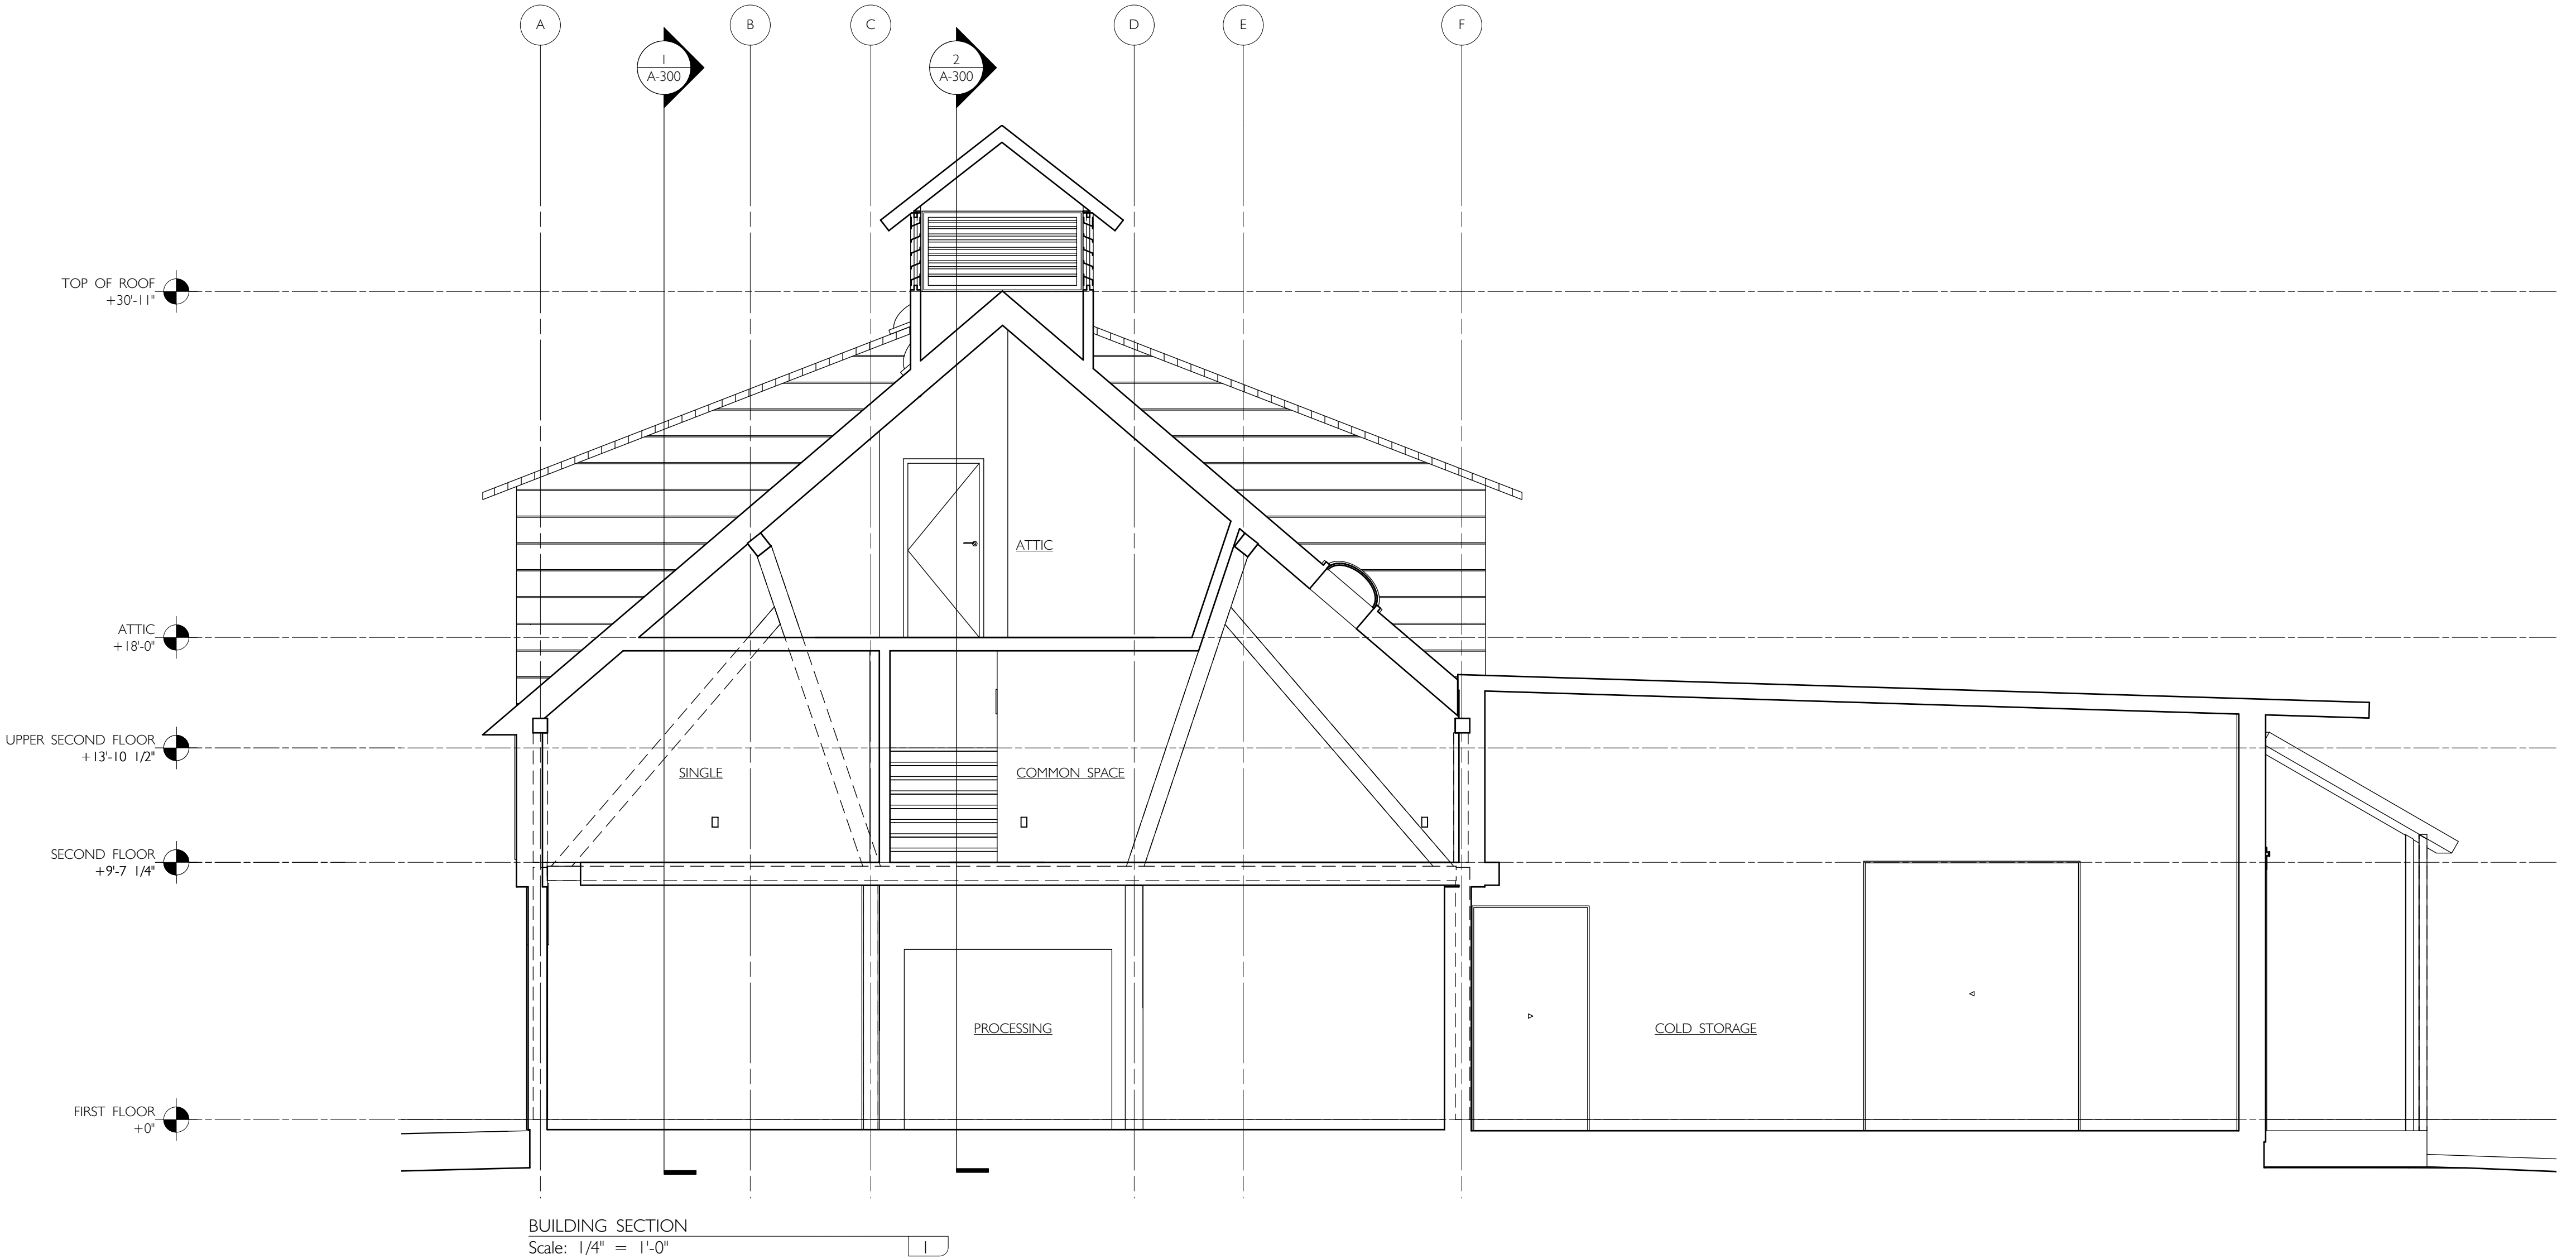 A
B
C
D
E
F
1
A-300
2
A-300
TOP OF ROOF
+30'-11"
ATTIC
ATTIC
+18'-0"
UPPER SECOND FLOOR
+13'-10 1/2"
SINGLE
COMMON SPACE
SECOND FLOOR
+9'-7 1/4"
PROCESSING
COLD STORAGE
FIRST FLOOR
+0"
BUILDING SECTION
Scale: 1/4" = 1'-0"
1